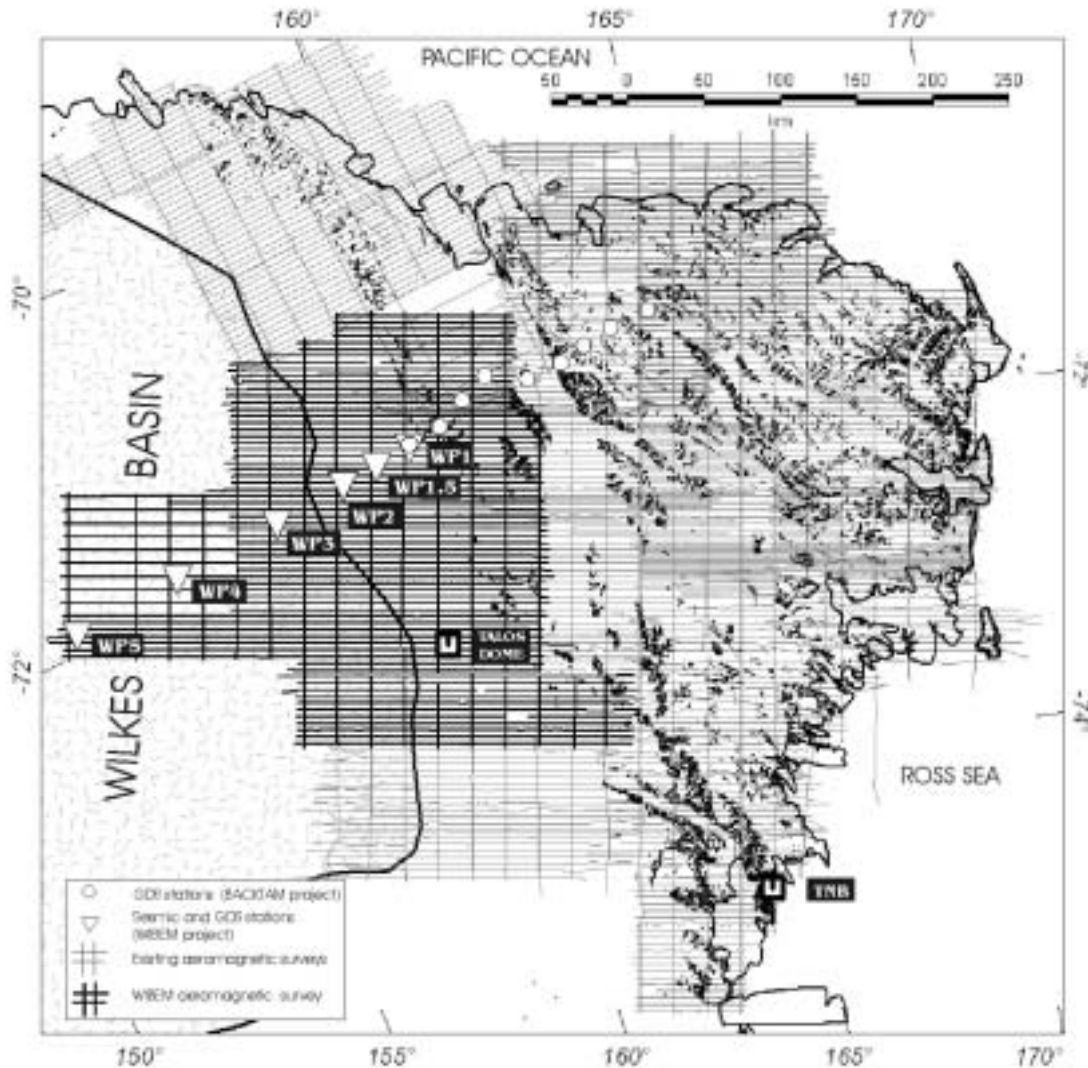 160°
165°
170°
PACIFIC OCEAN
50 0 50 100 150 200 250
km
-70°
BASIN
WP1
WP1.5
WP2
WP3
WP4
WP5
TALOS
DOME
-72°
WILKES
ROSS SEA
TNB
GDS stations (BACKTAM project)
Seismic and GDS stations
(WIBEM project)
Existing aeromagnetic surveys
WIBEM aeromagnetic survey
150°
155°
160°
165°
170°